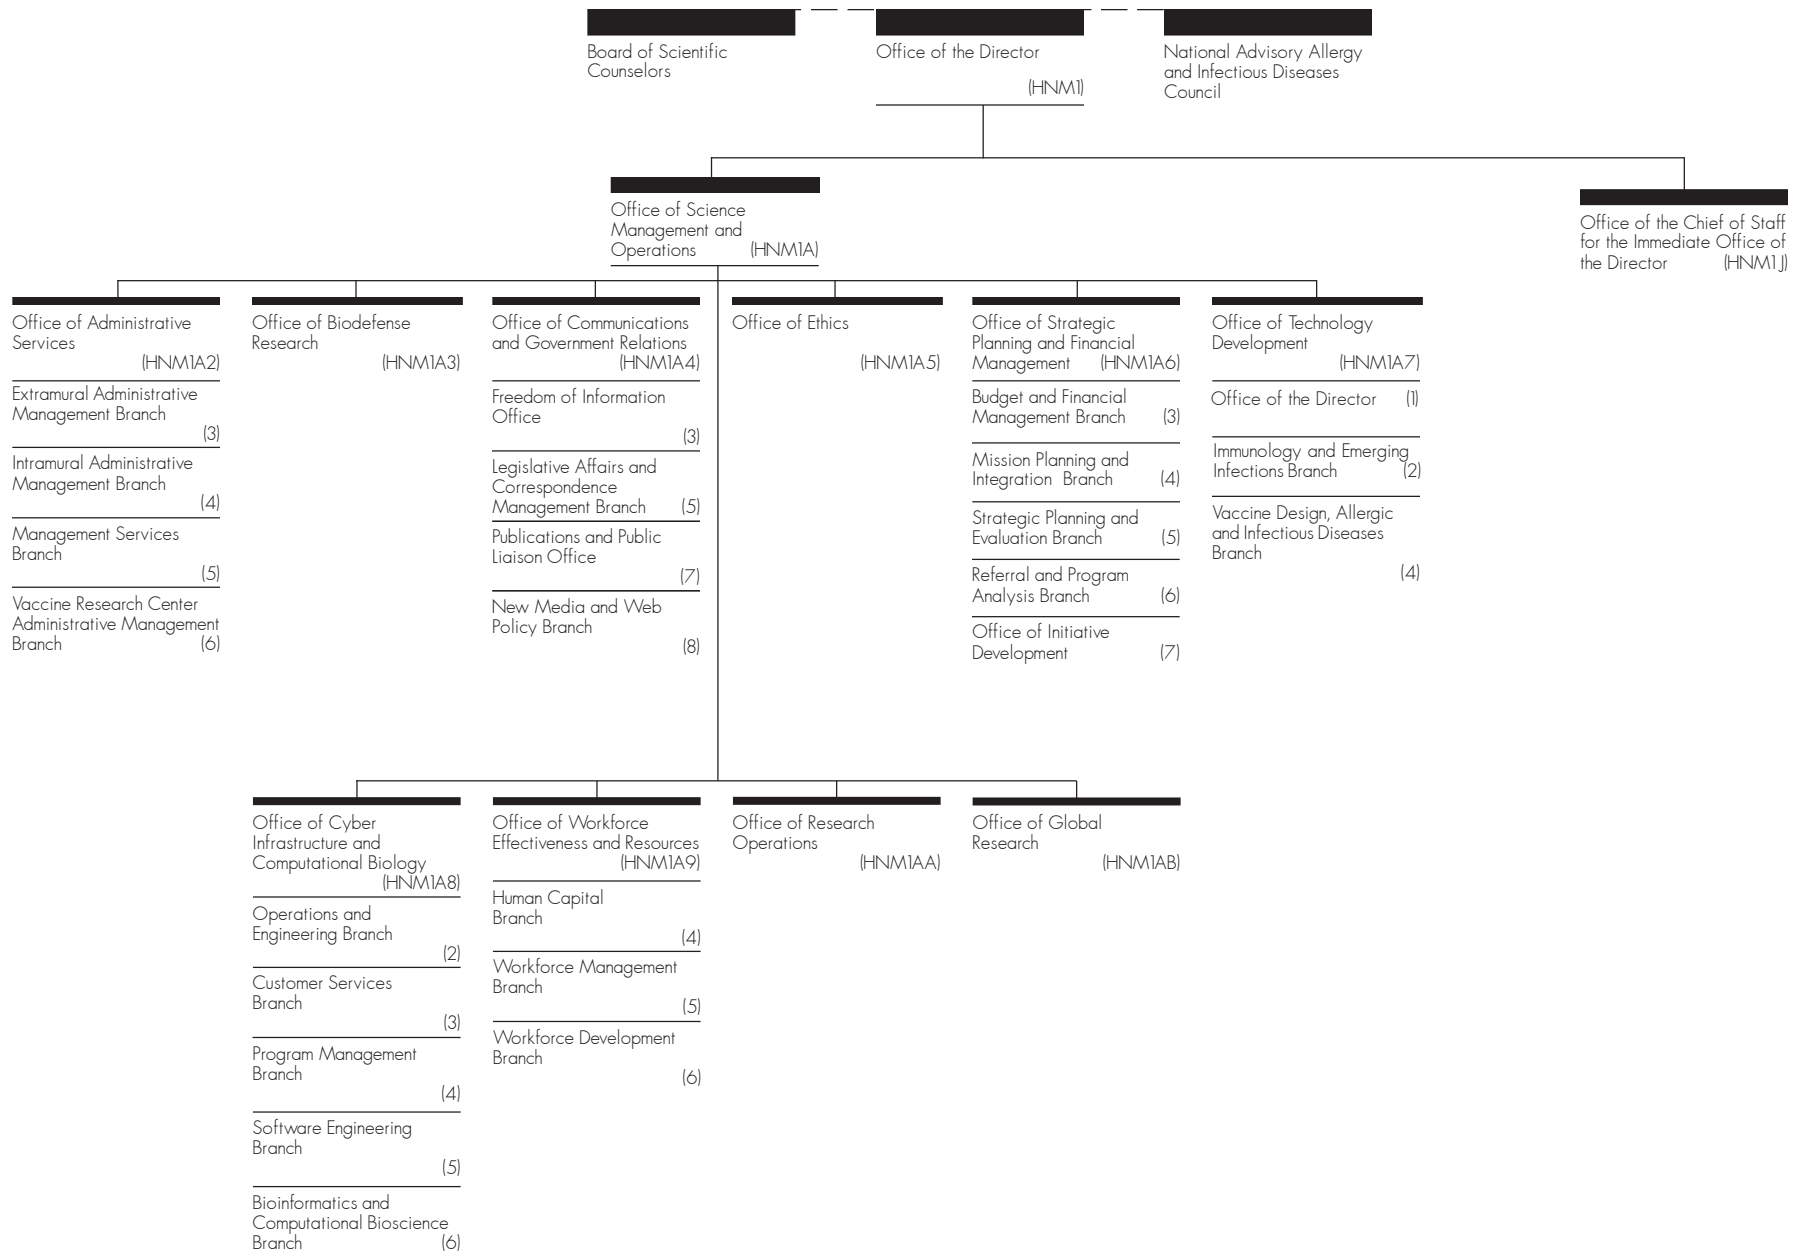 Board of Scientific
Counselors
Office of the Director
(HNM1)
National Advisory Allergy
and Infectious Diseases
Council
Office of Science
Management and
Operations (HNM1A)
Office of the Chief of Staff
for the Immediate Office of
the Director (HNM1J)
Office of Administrative
Services
(HNM1A2)
Extramural Administrative
Management Branch
(3)
Intramural Administrative
Management Branch
(4)
Management Services
Branch
(5)
Vaccine Research Center
Administrative Management
Branch (6)
Office of Biodefense
Research
(HNM1A3)
Office of Communications
and Government Relations
(HNM1A4)
Freedom of Information
Office
(3)
Legislative Affairs and
Correspondence
Management Branch (5)
Publications and Public
Liaison Office
(7)
New Media and Web
Policy Branch
(8)
Office of Ethics
(HNM1A5)
Office of Strategic
Planning and Financial
Management (HNM1A6)
Budget and Financial
Management Branch (3)
Mission Planning and
Integration Branch (4)
Strategic Planning and
Evaluation Branch (5)
Referral and Program
Analysis Branch (6)
Office of Initiative
Development (7)
Office of Technology
Development
(HNM1A7)
Office of the Director (1)
Immunology and Emerging
Infections Branch (2)
Vaccine Design, Allergic
and Infectious Diseases
Branch
(4)
Office of Cyber
Infrastructure and
Computational Biology
(HNM1A8)
Operations and
Engineering Branch
(2)
Customer Services
Branch
(3)
Program Management
Branch
(4)
Software Engineering
Branch
(5)
Bioinformatics and
Computational Bioscience
Branch (6)
Office of Workforce
Effectiveness and Resources
(HNM1A9)
Human Capital
Branch
(4)
Workforce Management
Branch
(5)
Workforce Development
Branch
(6)
Office of Research
Operations
(HNM1AA)
Office of Global
Research
(HNM1AB)